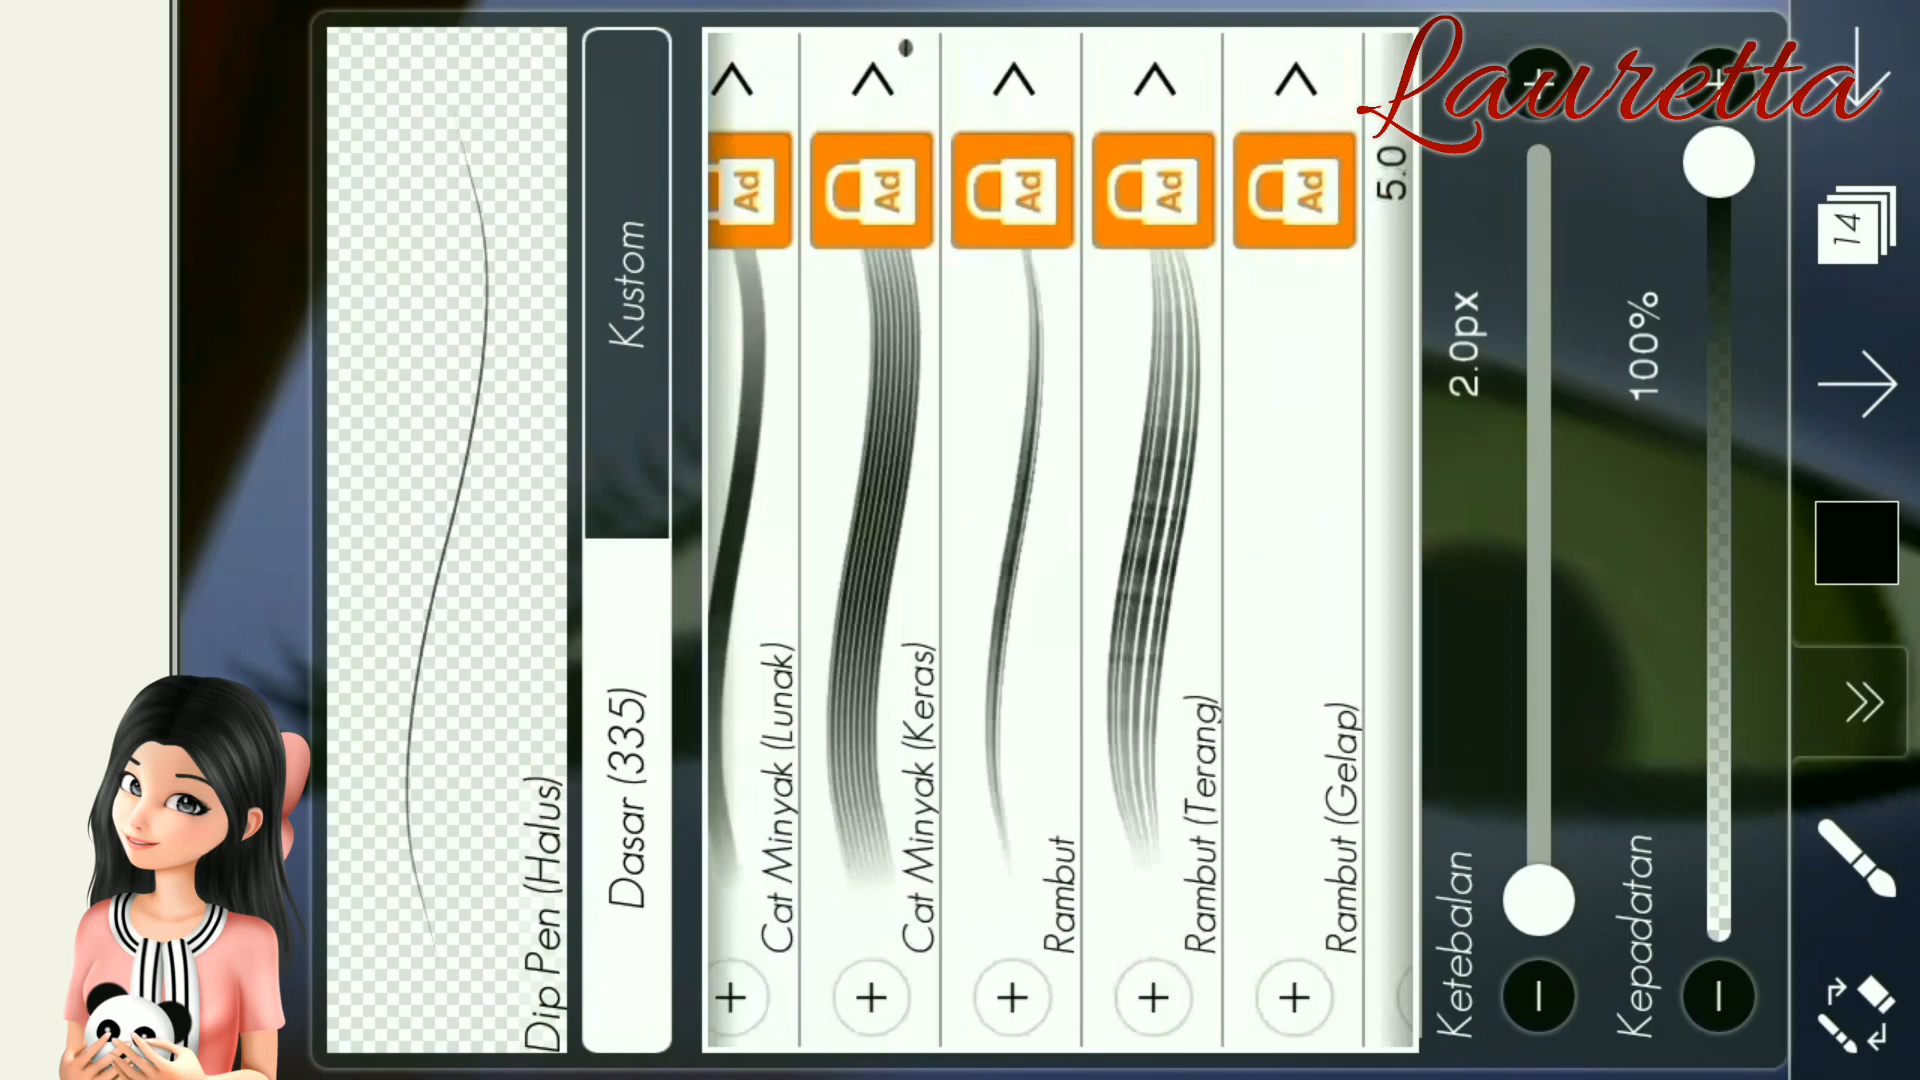 Lauretta
Dip Pen (Halus)
Dasar (335)
Kustom
Cat Minyak (Lunak)
Ad
Cat Minyak (Keras)
Ad
Rambut
Ad
Rambut (Terang)
Ad
Rambut (Gelap)
Ad
5.0
Ketebalan
2.0px
Kepadatan
100%
14